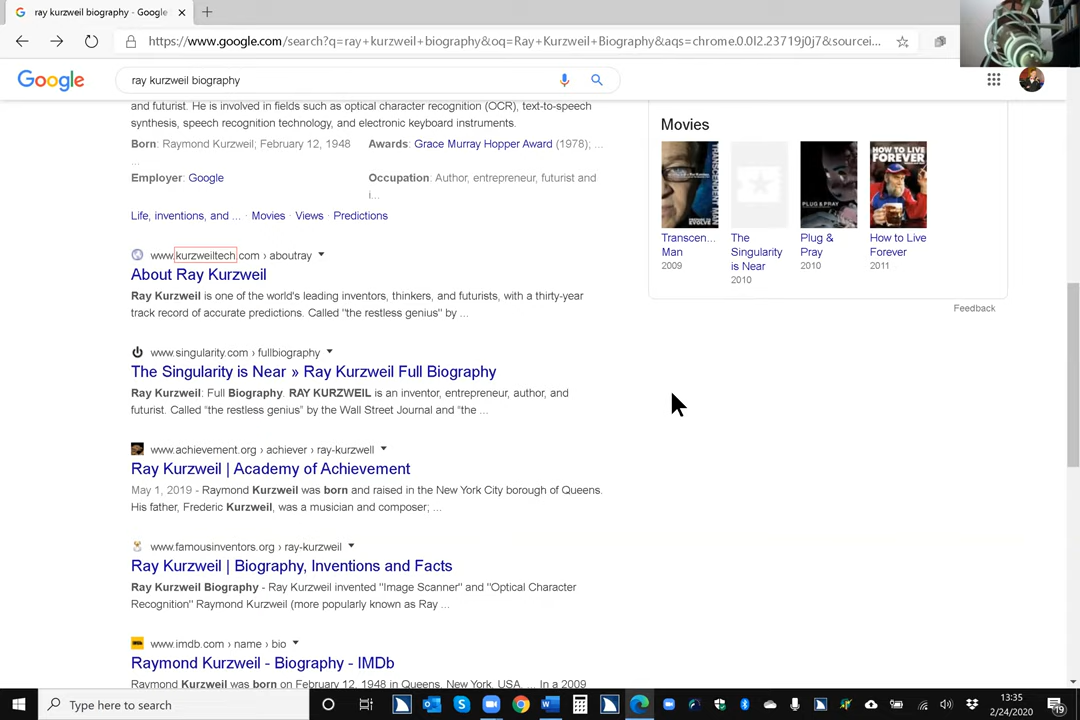 ray kurzweil biography - Google
https://www.google.com/search?q=ray+kurzweil+biography&oq=Ray+Kurzweil+Biography&aqs=chrome.0.0l2.23719j0j7&sourcei...
Google
ray kurzweil biography
and futurist. He is involved in fields such as optical character recognition (OCR), text-to-speech
synthesis, speech recognition technology, and electronic keyboard instruments.
Born: Raymond Kurzweil; February 12, 1948
...
Awards: Grace Murray Hopper Award (1978); ...
Employer: Google
Occupation: Author, entrepreneur, futurist and
i...
Life, inventions, and ... · Movies · Views · Predictions
www.kurzweiltech.com › aboutray
About Ray Kurzweil
Ray Kurzweil is one of the world's leading inventors, thinkers, and futurists, with a thirty-year
track record of accurate predictions. Called "the restless genius" by ...
www.singularity.com › fullbiography
The Singularity is Near » Ray Kurzweil Full Biography
Ray Kurzweil: Full Biography. RAY KURZWEIL is an inventor, entrepreneur, author, and
futurist. Called "the restless genius" by the Wall Street Journal and "the ...
www.achievement.org › achiever › ray-kurzweil
Ray Kurzweil | Academy of Achievement
May 1, 2019 - Raymond Kurzweil was born and raised in the New York City borough of Queens.
His father, Frederic Kurzweil, was a musician and composer; ...
www.famousinventors.org › ray-kurzweil
Ray Kurzweil | Biography, Inventions and Facts
Ray Kurzweil Biography - Ray Kurzweil invented "Image Scanner" and "Optical Character
Recognition" Raymond Kurzweil (more popularly known as Ray ...
www.imdb.com › name › bio
Raymond Kurzweil - Biography - IMDb
Raymond Kurzweil was born on February 12, 1948 in Queens, New York, USA. ... In a 2009
Movies
TRANSCENDENT MAN
PLUG & PRAY
HOW TO LIVE
FOREVER
Transcen...
Man
2009
The
Singularity
is Near
2010
Plug &
Pray
2010
How to Live
Forever
2011
Feedback
Type here to search
13:35
2/24/2020
19